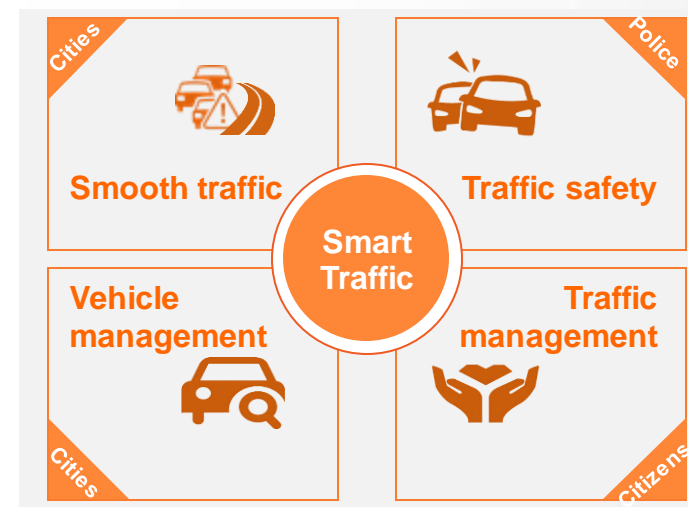 Cities
Police
Smooth traffic
Traffic safety
Smart
Traffic
Vehicle
management
Traffic
management
Cities
Citizens